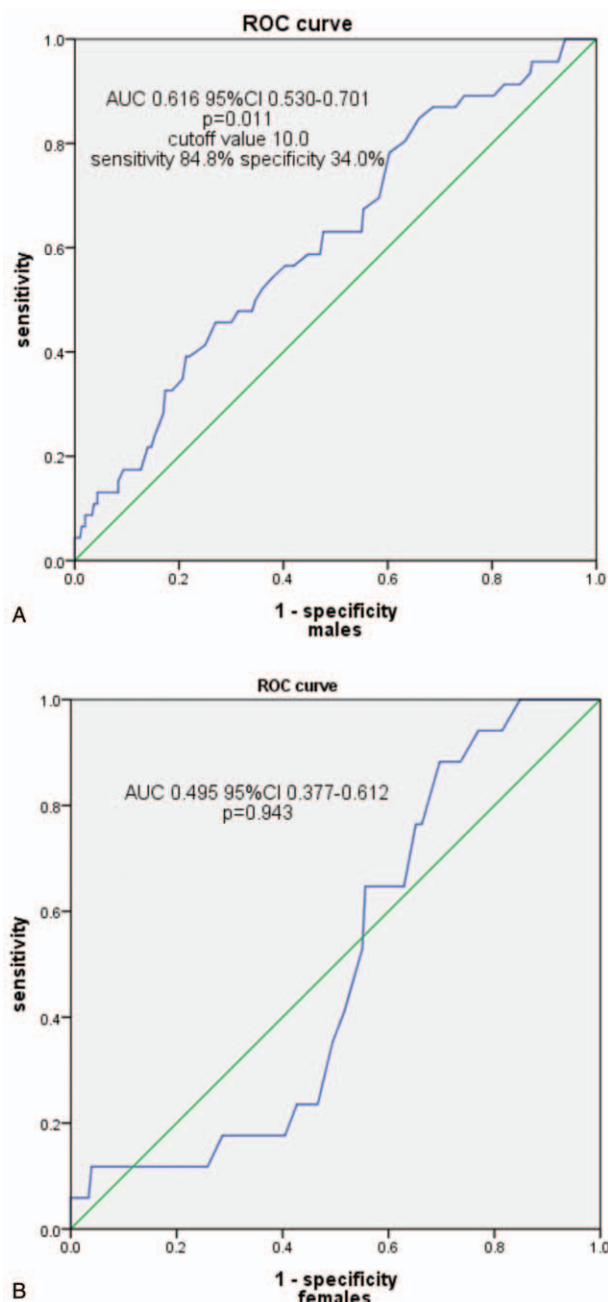 ROC curve
AUC 0.616 95%CI 0.530-0.701
p=0.011
cutoff value 10.0
sensitivity 84.8% specificity 34.0%
sensitivity
1.0
0.8
0.6
0.4
0.2
0.0
0.0 0.2 0.4 0.6 0.8 1.0
1 - specificity
males
A
ROC curve
AUC 0.495 95%CI 0.377-0.612
p=0.943
sensitivity
1.0
0.8
0.6
0.4
0.2
0.0
0.0 0.2 0.4 0.6 0.8 1.0
1 - specificity
females
B